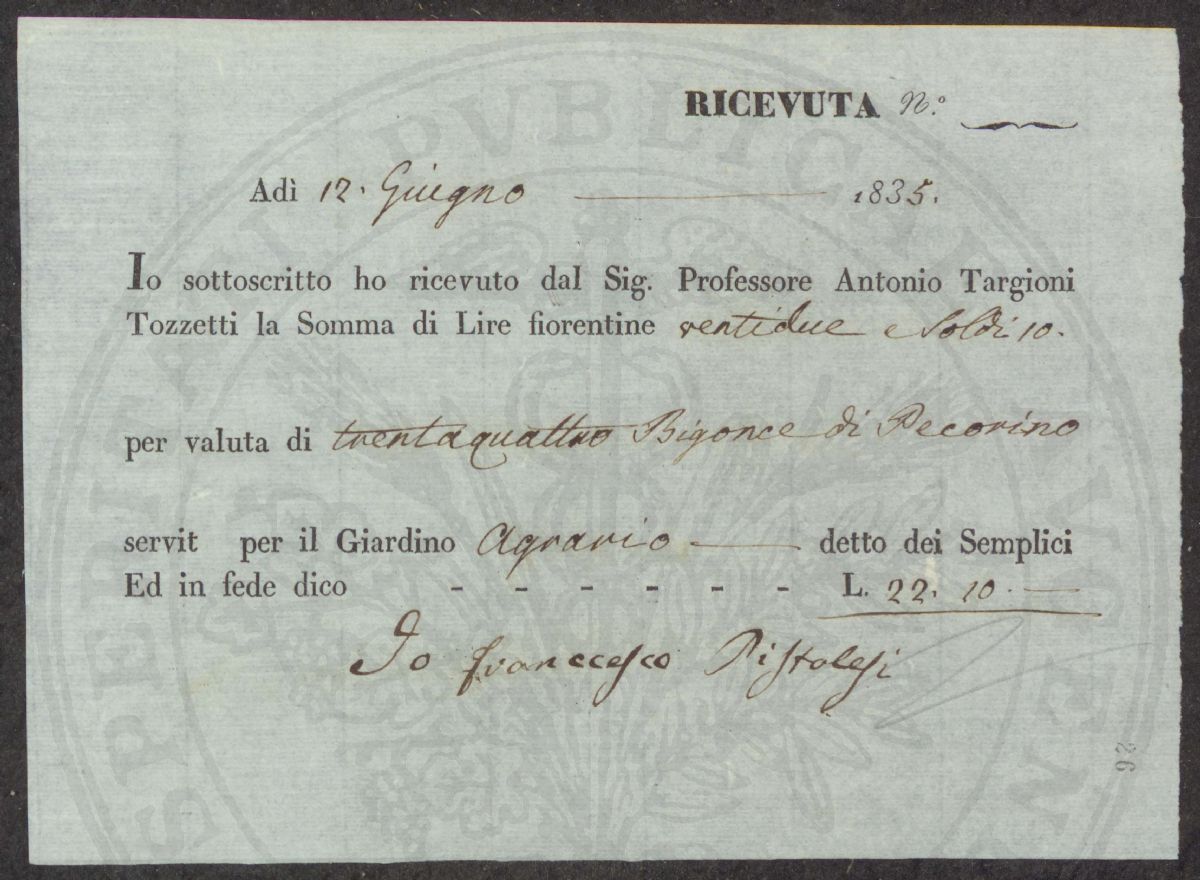 RICEVUTA N.º
Adì 12. Giugno 1835.
Io sottoscritto ho ricevuto dal Sig. Professore Antonio Targioni
Tozzetti la Somma di Lire fiorentine ventidue e Soldi 10.
per valuta di trentaquattro Bigonce di Pecorino
servit per il Giardino Agrario detto dei Semplici
Ed in fede dico - - - - - - L. 22. 10.
Io franccesco Pistolesi
26